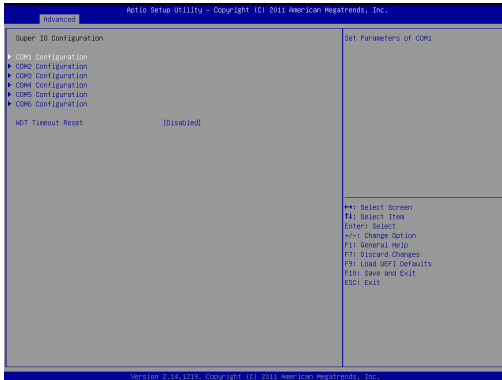 Aptio Setup Utility – Copyright (C) 2011 American Megatrends, Inc.
Advanced
Super IO Configuration
COM1 Configuration
COM2 Configuration
COM3 Configuration
COM4 Configuration
COM5 Configuration
COM6 Configuration
WDT Timeout Reset [Disabled]
Set Parameters of COM1
↔: Select Screen
↑↓: Select Item
Enter: Select
+/-: Change Option
F1: General Help
F7: Discard Changes
F9: Load UEFI Defaults
F10: Save and Exit
ESC: Exit
Version 2.14.1219. Copyright (C) 2011 American Megatrends, Inc.